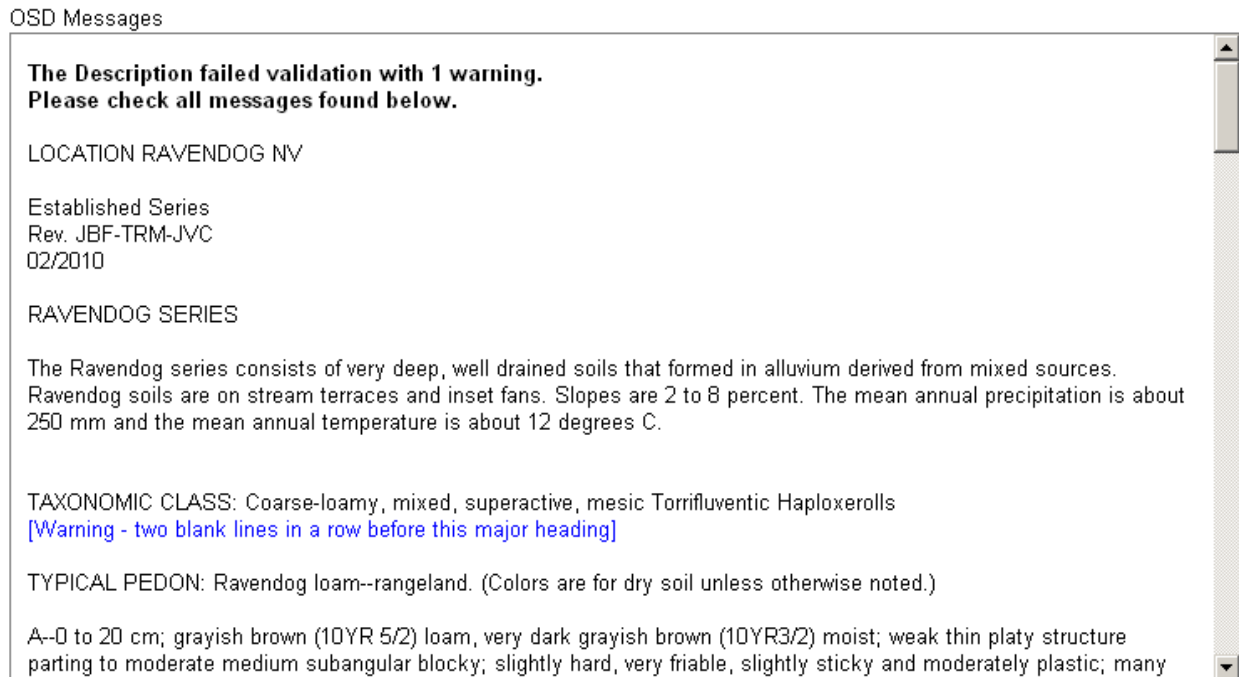 OSD Messages
The Description failed validation with 1 warning.
Please check all messages found below.
LOCATION RAVENDOG NV
Established Series
Rev. JBF-TRM-JVC
02/2010
RAVENDOG SERIES
The Ravendog series consists of very deep, well drained soils that formed in alluvium derived from mixed sources.
Ravendog soils are on stream terraces and inset fans. Slopes are 2 to 8 percent. The mean annual precipitation is about
250 mm and the mean annual temperature is about 12 degrees C.
TAXONOMIC CLASS: Coarse-loamy, mixed, superactive, mesic Torrifluventic Haploxerolls
[Warning - two blank lines in a row before this major heading]
TYPICAL PEDON: Ravendog loam--rangeland. (Colors are for dry soil unless otherwise noted.)
A--0 to 20 cm; grayish brown (10YR 5/2) loam, very dark grayish brown (10YR3/2) moist; weak thin platy structure
parting to moderate medium subangular blocky; slightly hard, very friable, slightly sticky and moderately plastic; many